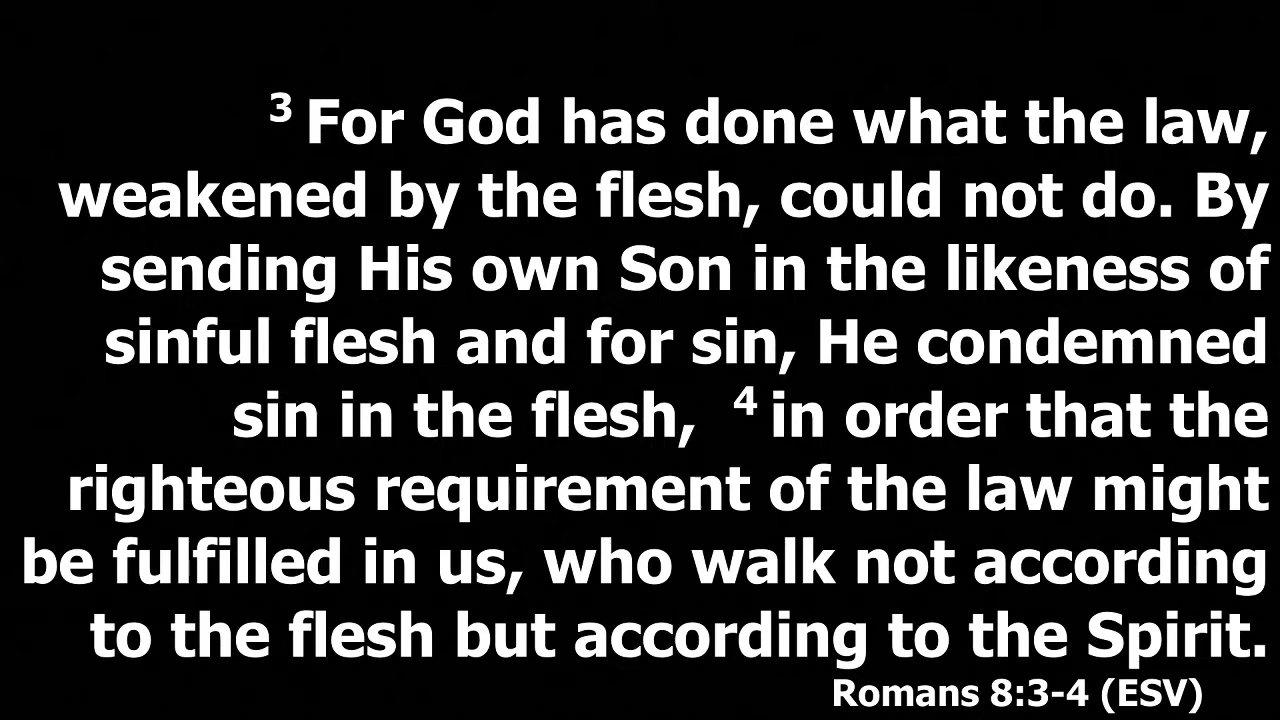 3 For God has done what the law,
weakened by the flesh, could not do. By
sending His own Son in the likeness of
sinful flesh and for sin, He condemned
sin in the flesh, 4 in order that the
righteous requirement of the law might
be fulfilled in us, who walk not according
to the flesh but according to the Spirit.
Romans 8:3-4 (ESV)